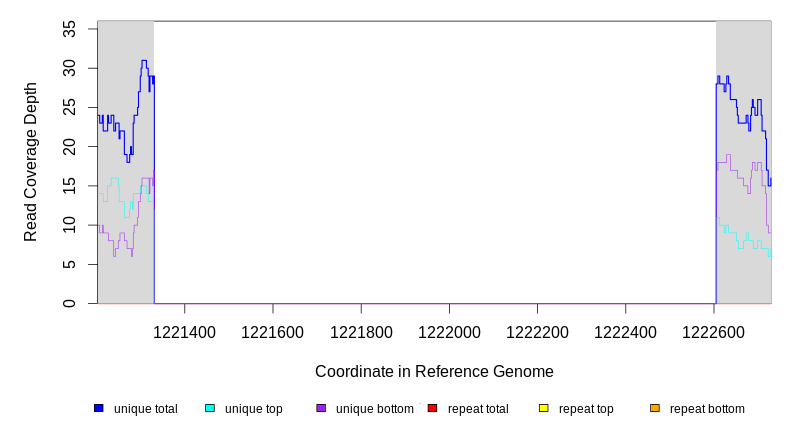 35
30
25
20
15
10
5
0
Read Coverage Depth
1221400 1221600 1221800 1222000 1222200 1222400 1222600
Coordinate in Reference Genome
unique total unique top unique bottom repeat total repeat top repeat bottom